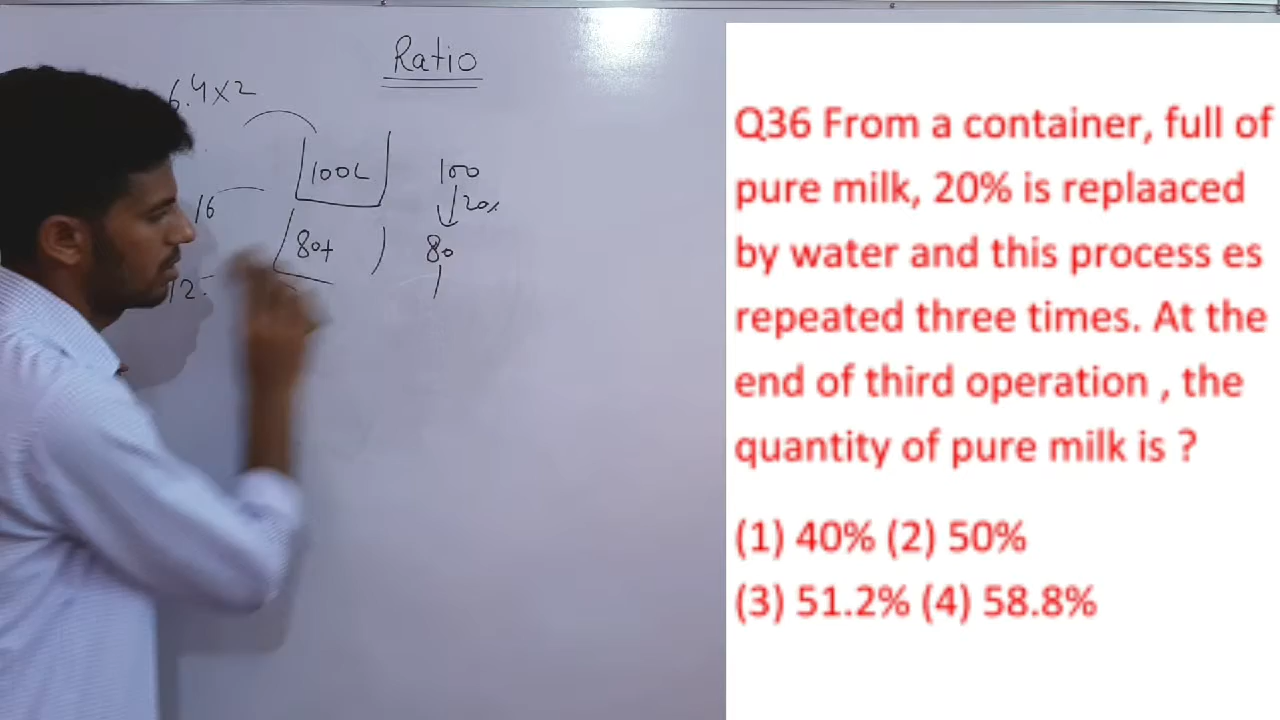 Ratio
6.4x2
100L 100
20%
16
80+ 80
12.
Q36 From a container, full of
pure milk, 20% is replaaced
by water and this process es
repeated three times. At the
end of third operation , the
quantity of pure milk is ?
(1) 40% (2) 50%
(3) 51.2% (4) 58.8%